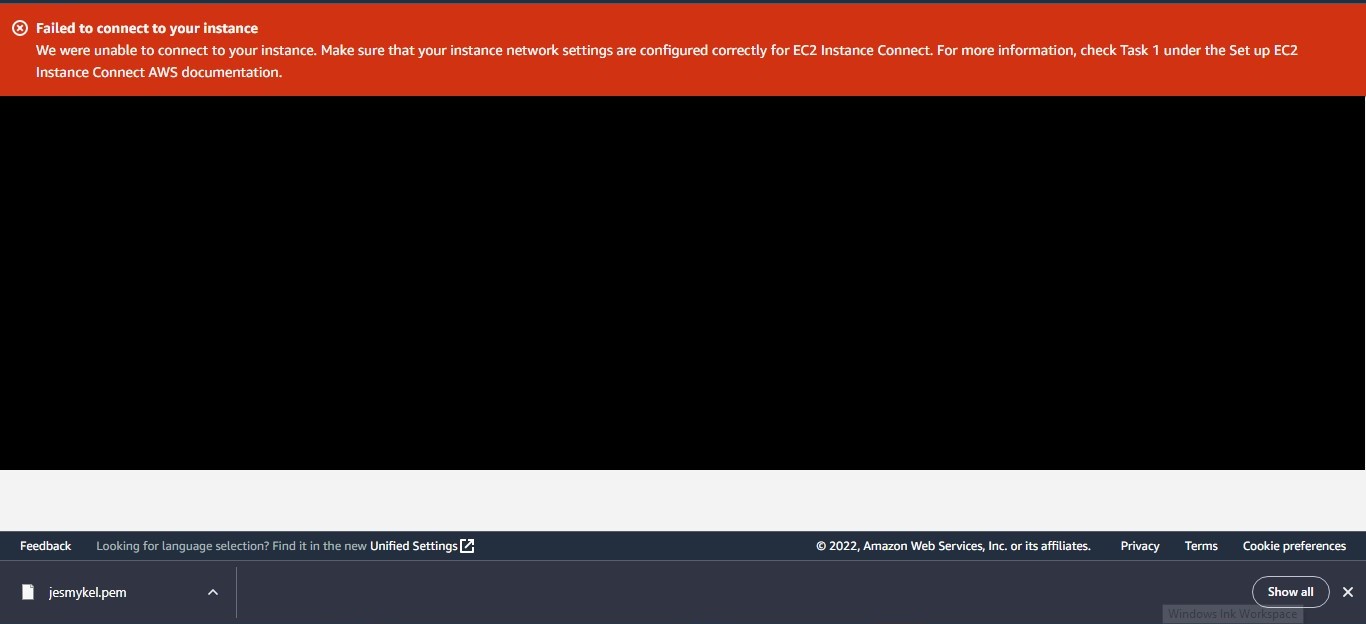 Failed to connect to your instance
We were unable to connect to your instance. Make sure that your instance network settings are configured correctly for EC2 Instance Connect. For more information, check Task 1 under the Set up EC2
Instance Connect AWS documentation.
Feedback Looking for language selection? Find it in the new Unified Settings © 2022, Amazon Web Services, Inc. or its affiliates. Privacy Terms Cookie preferences
jesmykel.pem Show all
Windows Ink Workspace